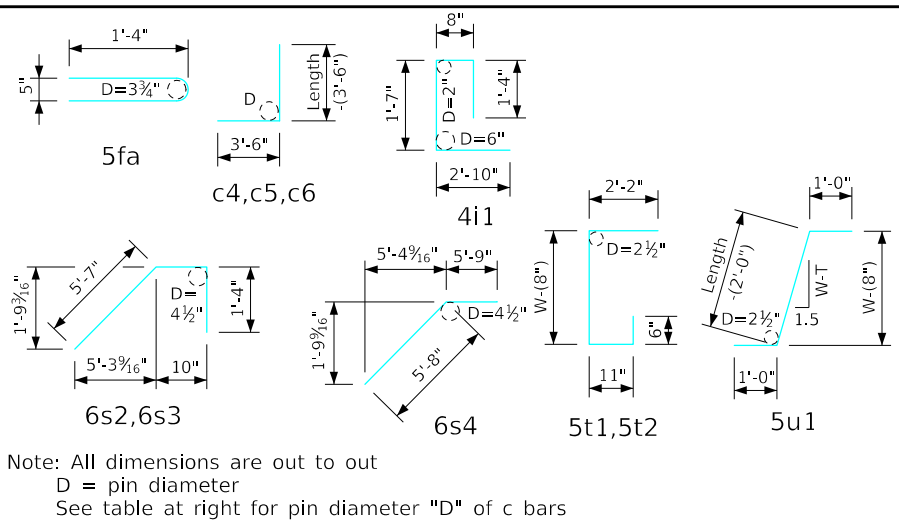 1'-4"
5"
D=3¾"
5fa
D
Length
-(3'-6")
3'-6"
c4,c5,c6
8"
1'-7"
D=2"
1'-4"
D=6"
2'-10"
4i1
1'-9³⁄₁₆"
5'-7"
D=
4½"
1'-4"
5'-3⁹⁄₁₆"
10"
6s2,6s3
5'-4⁹⁄₁₆"
5'-9"
1'-9⁹⁄₁₆"
D=4½"
5'-8"
6s4
2'-2"
W-(8")
D=2½"
6"
11"
5t1,5t2
1'-0"
Length
-(2'-0")
W-T
1.5
W-(8")
D=2½"
1'-0"
5u1
Note: All dimensions are out to out
D = pin diameter
See table at right for pin diameter "D" of c bars